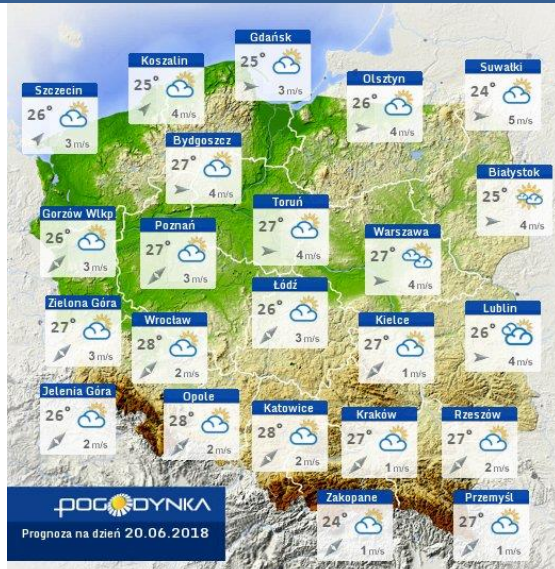 Gdańsk
25°
3 m/s
Koszalin
25°
4 m/s
Suwałki
24°
5 m/s
Olsztyn
26°
4 m/s
Szczecin
26°
3 m/s
Bydgoszcz
27°
4 m/s
Białystok
25°
4 m/s
Gorzów Wlkp
26°
3 m/s
Poznań
27°
3 m/s
Toruń
27°
4 m/s
Warszawa
27°
4 m/s
Łódź
26°
3 m/s
Zielona Góra
27°
3 m/s
Wrocław
28°
2 m/s
Kielce
27°
1 m/s
Lublin
26°
4 m/s
Jelenia Góra
26°
2 m/s
Opole
28°
2 m/s
Katowice
28°
2 m/s
Kraków
27°
1 m/s
Rzeszów
27°
2 m/s
Zakopane
24°
1 m/s
Przemyśl
27°
1 m/s
POGODYNKA
Prognoza na dzień 20.06.2018